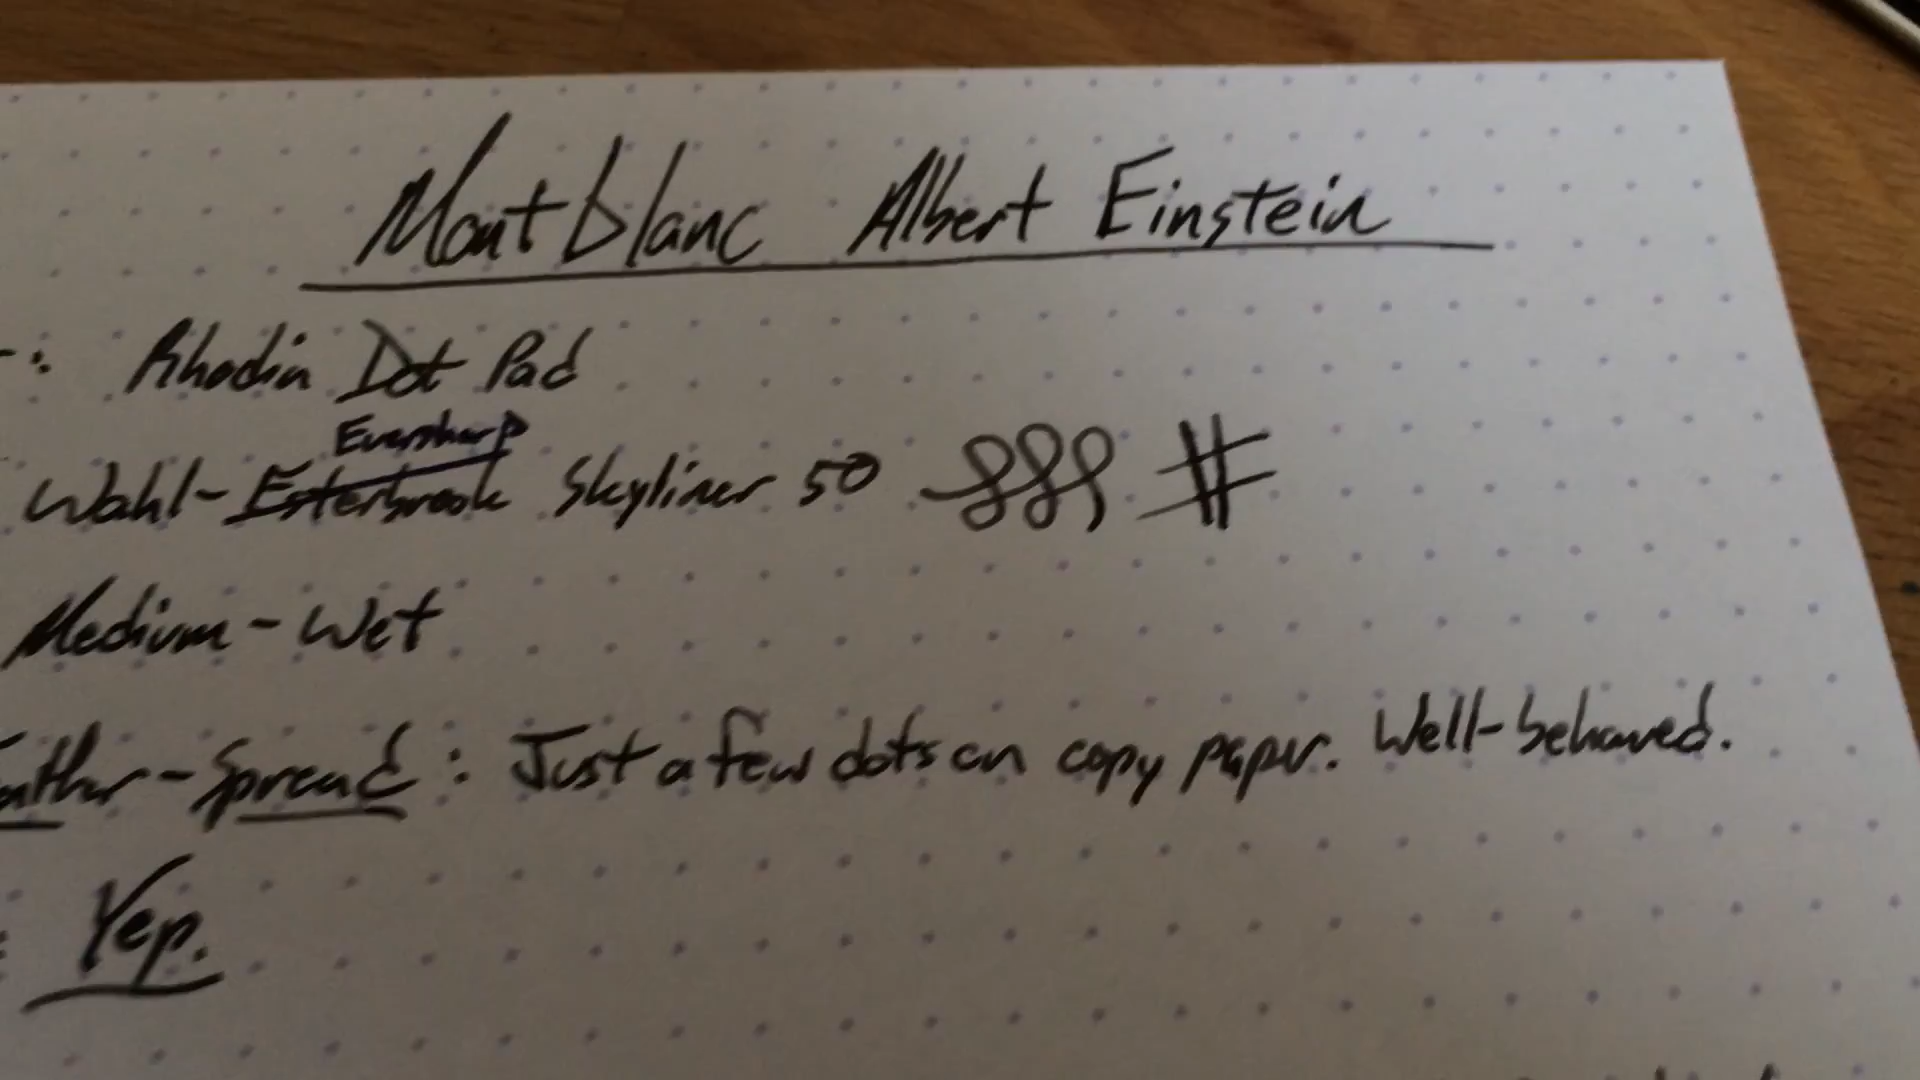 Montblanc Albert Einstein
: Rhodia Dot Pad
Eversharp
Wahl-Esterbrook Skyliner 50
Medium-Wet
-Spread: Just a few dots on copy paper. Well-behaved.
Yep.